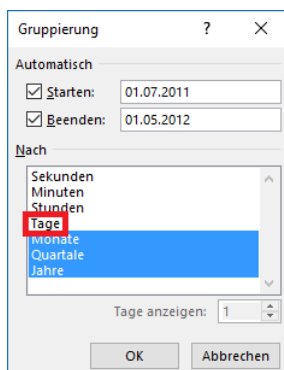 Gruppierung ? ×
Automatisch
Starten: 01.07.2011
Beenden: 01.05.2012
Nach
Sekunden
Minuten
Stunden
Tage
Monate
Quartale
Jahre
Tage anzeigen: 1
OK Abbrechen